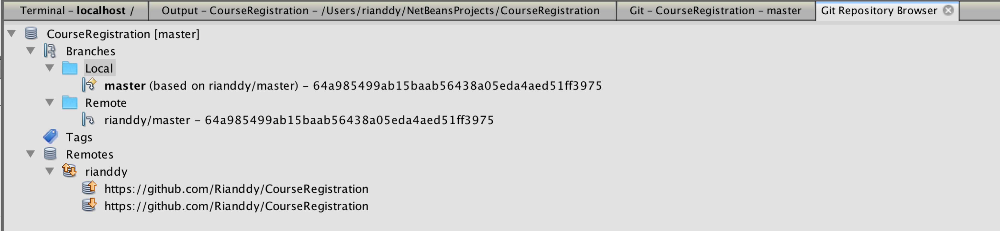 Terminal – localhost /
Output – CourseRegistration – /Users/rianddy/NetBeansProjects/CourseRegistration
Git – CourseRegistration – master
Git Repository Browser
CourseRegistration [master]
Branches
Local
master (based on rianddy/master) – 64a985499ab15baab56438a05eda4aed51ff3975
Remote
rianddy/master – 64a985499ab15baab56438a05eda4aed51ff3975
Tags
Remotes
rianddy
https://github.com/Rianddy/CourseRegistration
https://github.com/Rianddy/CourseRegistration